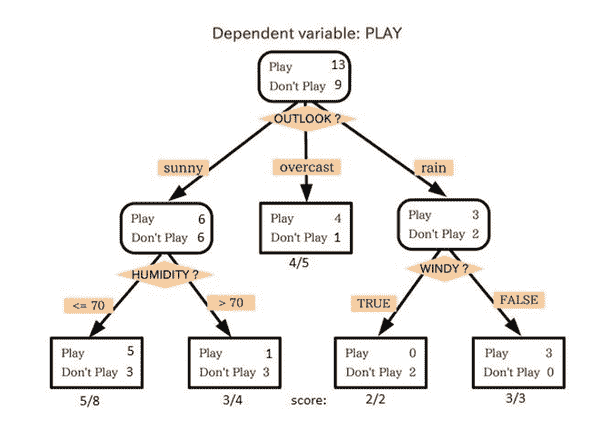 Dependent variable: PLAY
Play 13
Don't Play 9
OUTLOOK ?
sunny overcast rain
Play 6
Don't Play 6
Play 4
Don't Play 1
Play 3
Don't Play 2
4/5
HUMIDITY ?
WINDY ?
<= 70 > 70 TRUE FALSE
Play 5
Don't Play 3
Play 1
Don't Play 3
Play 0
Don't Play 2
Play 3
Don't Play 0
5/8 3/4 score: 2/2 3/3